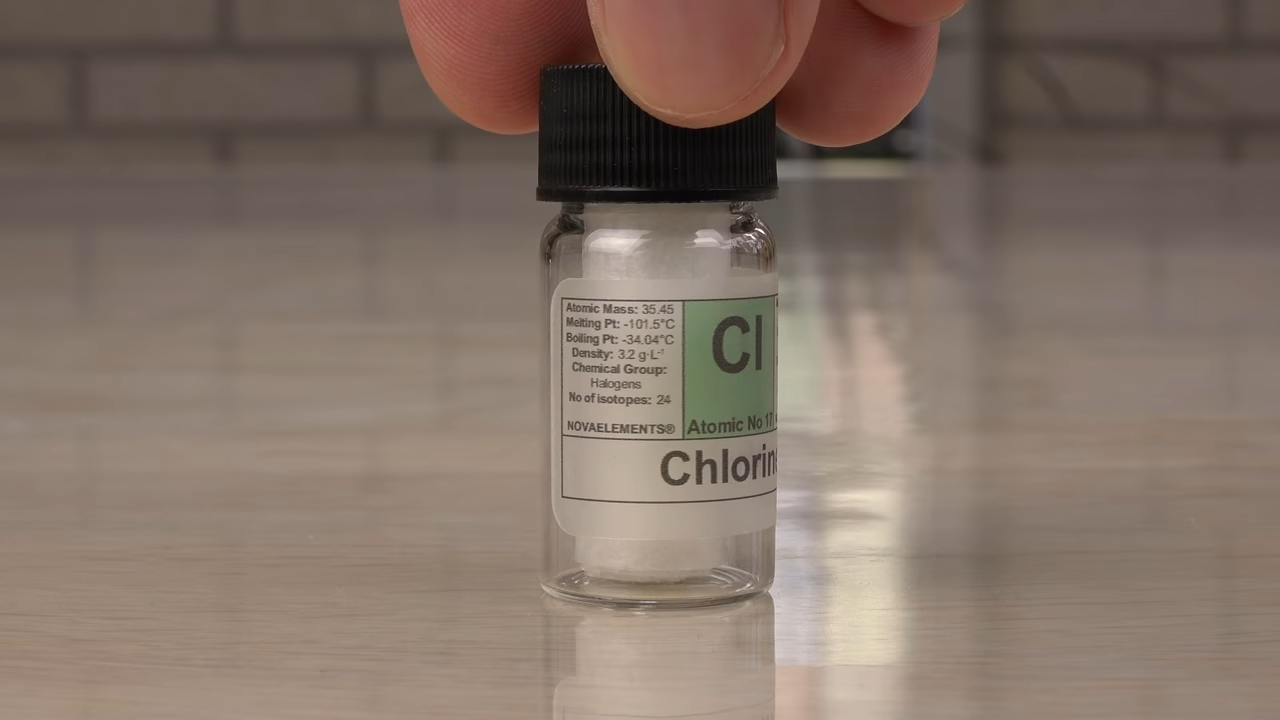 Atomic Mass: 35.45
Melting Pt: -101.5°C
Boiling Pt: -34.04°C
Density: 3.2 g·L⁻¹
Chemical Group:
Halogens
No of isotopes: 24
NOVAELEMENTS®
Cl
Atomic No 17
Chlorin